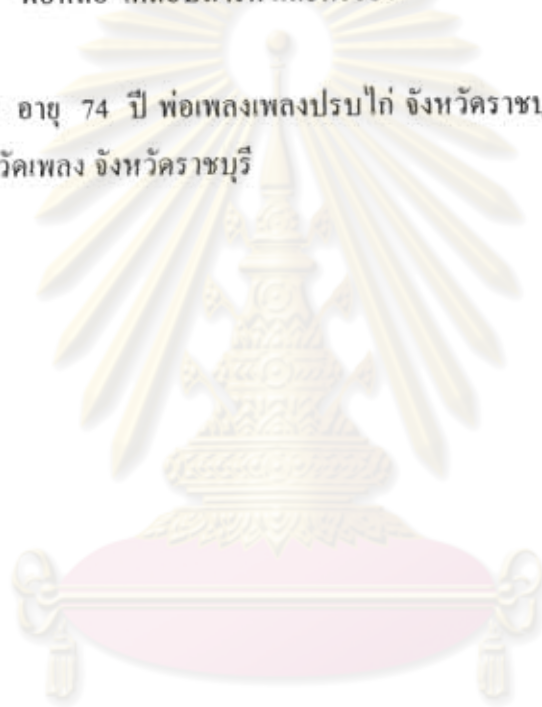 อายุ 74 ปี พ่อเพลงเพลงปรบไก่ จังหวัดราชบุ
วัดเพลง จังหวัดราชบุรี